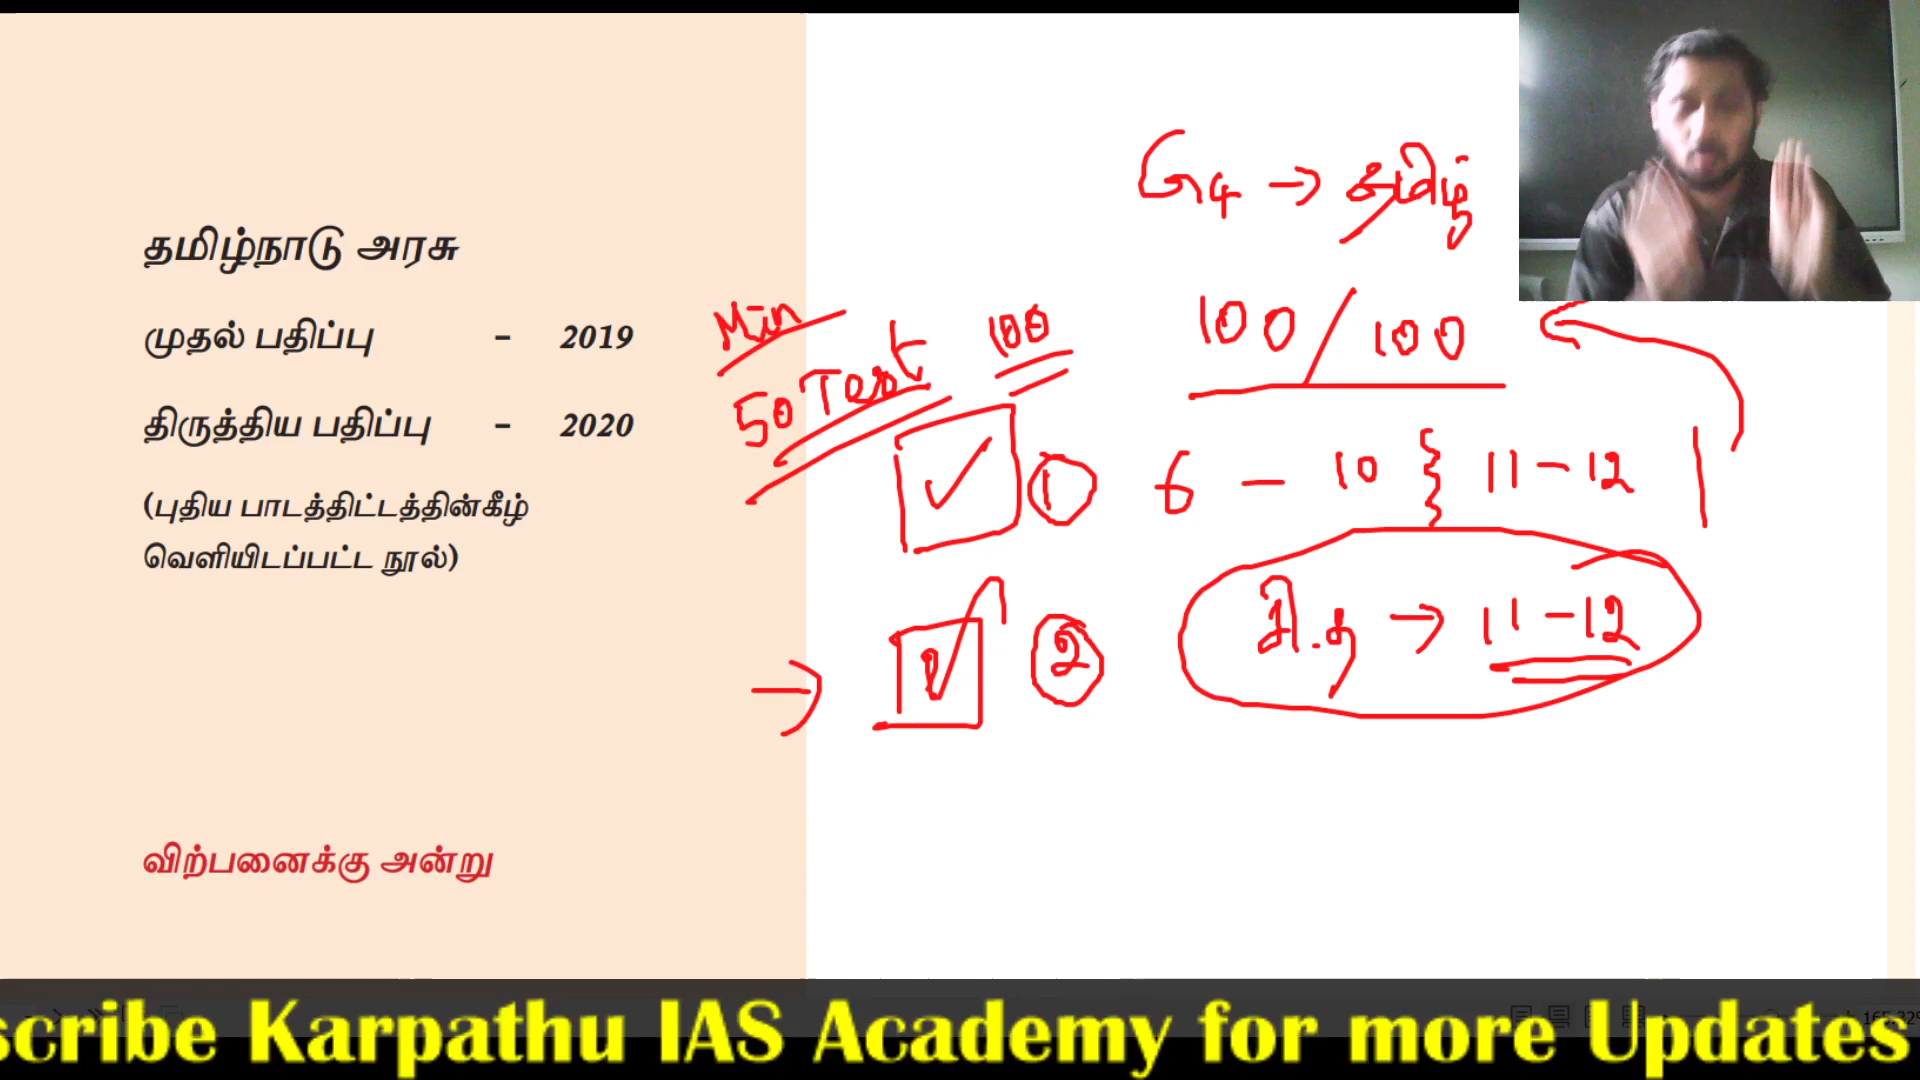 தமிழ்நாடு அரசு
முதல் பதிப்பு - 2019
திருத்திய பதிப்பு - 2020
(புதிய பாடத்திட்டத்தின்கீழ்
வெளியிடப்பட்ட நூல்)
விற்பனைக்கு அன்று
G4 → தமிழ்
Min
50 Test 100
100/100
1 6 - 10 } 11 - 12
2 → 11 - 12
scribe Karpathu IAS Academy for more Updates